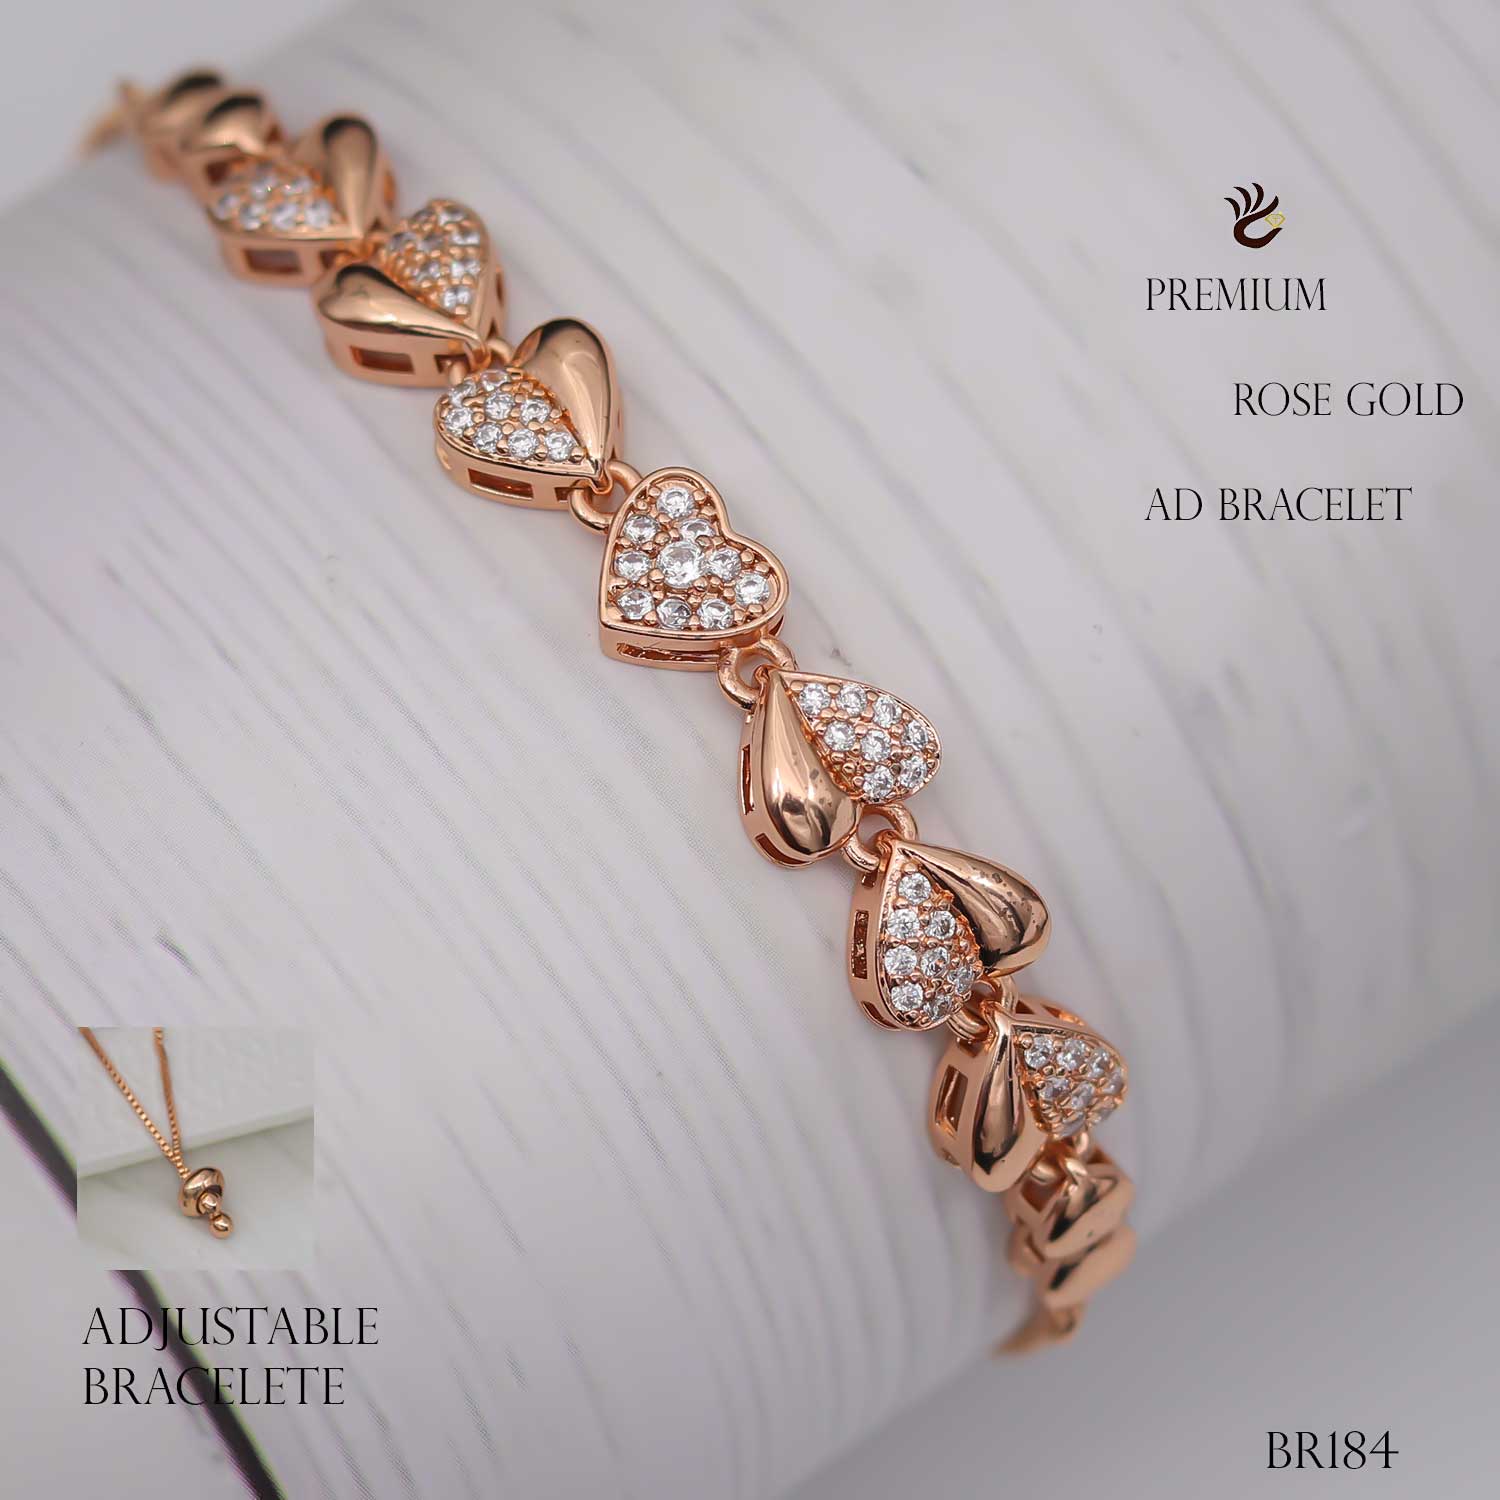 PREMIUM
ROSE GOLD
AD BRACELET
ADJUSTABLE
BRACELETE
BR184